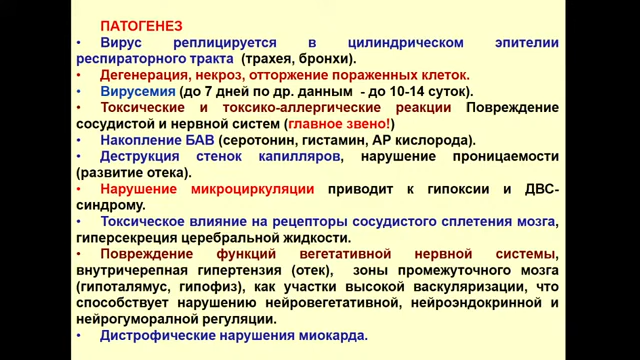 ПАТОГЕНЕЗ
• Вирус реплицируется в цилиндрическом эпителии
респираторного тракта (трахея, бронхи).
• Дегенерация, некроз, отторжение пораженных клеток.
• Вирусемия (до 7 дней по др. данным - до 10-14 суток).
• Токсические и токсико-аллергические реакции Повреждение
сосудистой и нервной систем (главное звено!)
• Накопление БАВ (серотонин, гистамин, АР кислорода).
• Деструкция стенок капилляров, нарушение проницаемости
(развитие отека).
• Нарушение микроциркуляции приводит к гипоксии и ДВС-
синдрому.
• Токсическое влияние на рецепторы сосудистого сплетения мозга,
гиперсекреция церебральной жидкости.
• Повреждение функций вегетативной нервной системы,
внутричерепная гипертензия (отек), зоны промежуточного мозга
(гипоталямус, гипофиз), как участки высокой васкуляризации, что
способствует нарушению нейровегетативной, нейроэндокринной и
нейрогуморалной регуляции.
• Дистрофические нарушения миокарда.